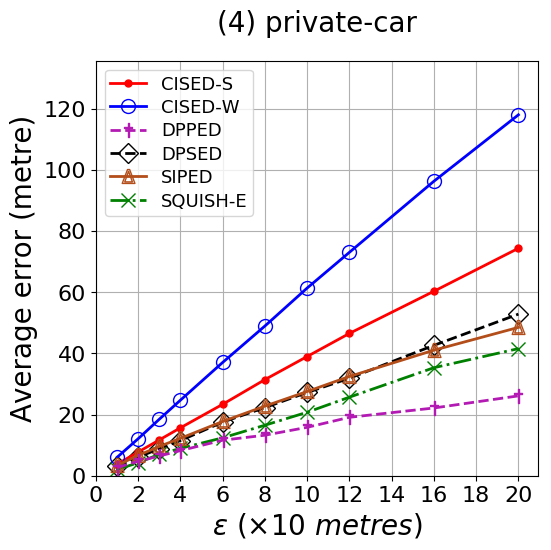 (4) private-car
Average error (metre)
120
100
80
60
40
20
0
CISED-S
CISED-W
DPPED
DPSED
SIPED
SQUISH-E
0 2 4 6 8 10 12 14 16 18 20
ε (×10 metres)